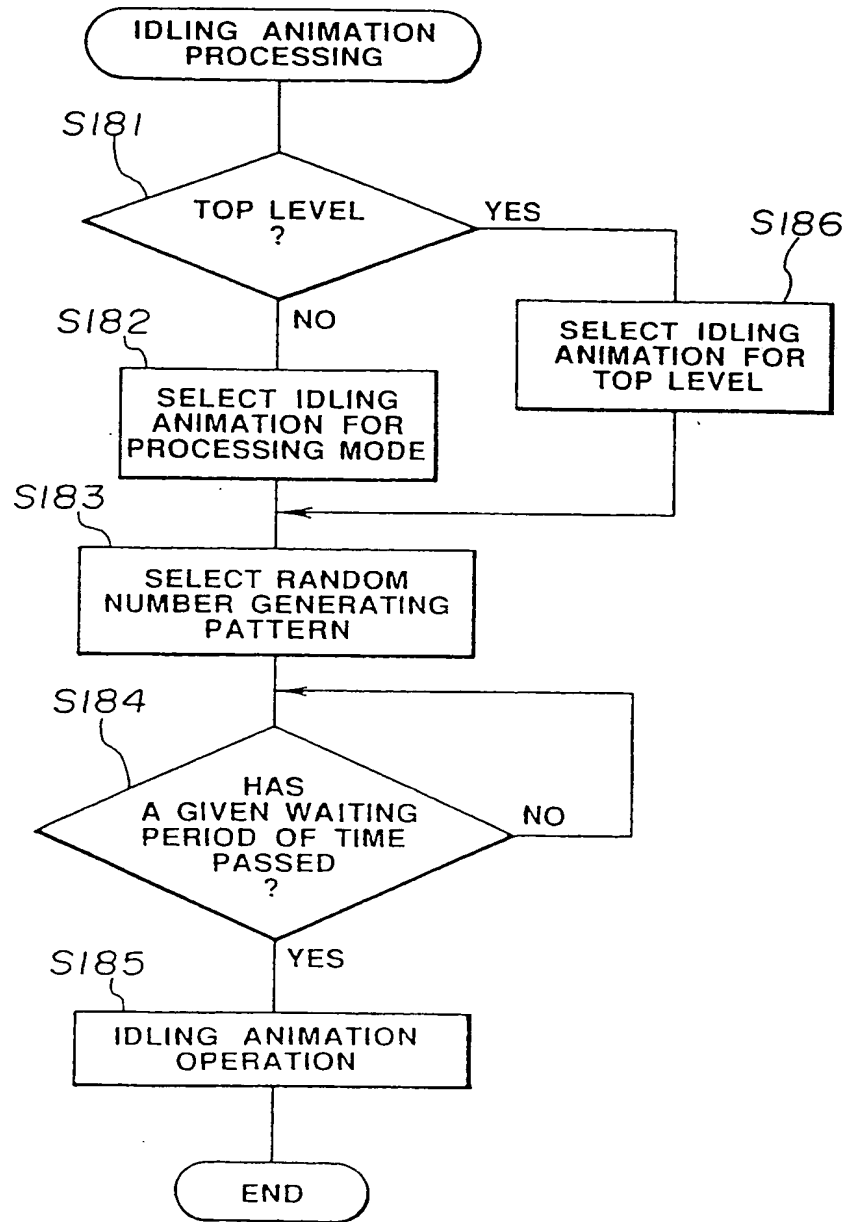 IDLING ANIMATION
PROCESSING
S181
TOP LEVEL
?
YES
S186
SELECT IDLING
ANIMATION FOR
TOP LEVEL
NO
S182
SELECT IDLING
ANIMATION FOR
PROCESSING MODE
S183
SELECT RANDOM
NUMBER GENERATING
PATTERN
S184
HAS
A GIVEN WAITING
PERIOD OF TIME
PASSED
?
NO
YES
S185
IDLING ANIMATION
OPERATION
END